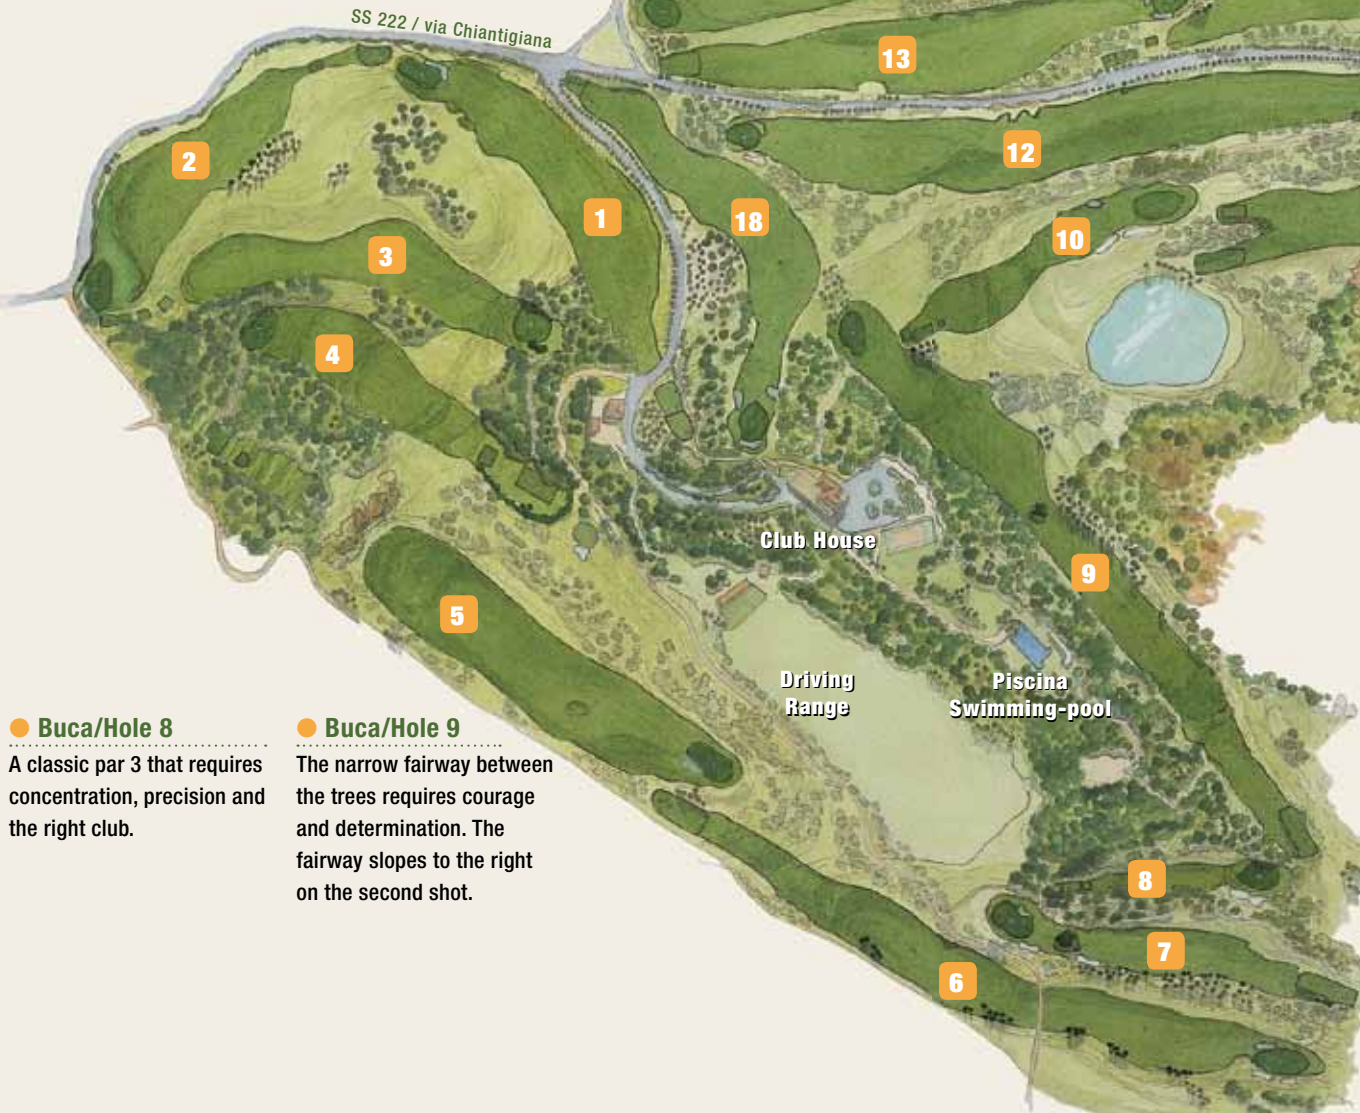 SS 222 / via Chiantigiana
13
2
12
1
18
10
3
4
Club House
9
5
Driving
Range
Piscina
Swimming-pool
Buca/Hole 8
A classic par 3 that requires
concentration, precision and
the right club.
Buca/Hole 9
The narrow fairway between
the trees requires courage
and determination. The
fairway slopes to the right
on the second shot.
8
7
6